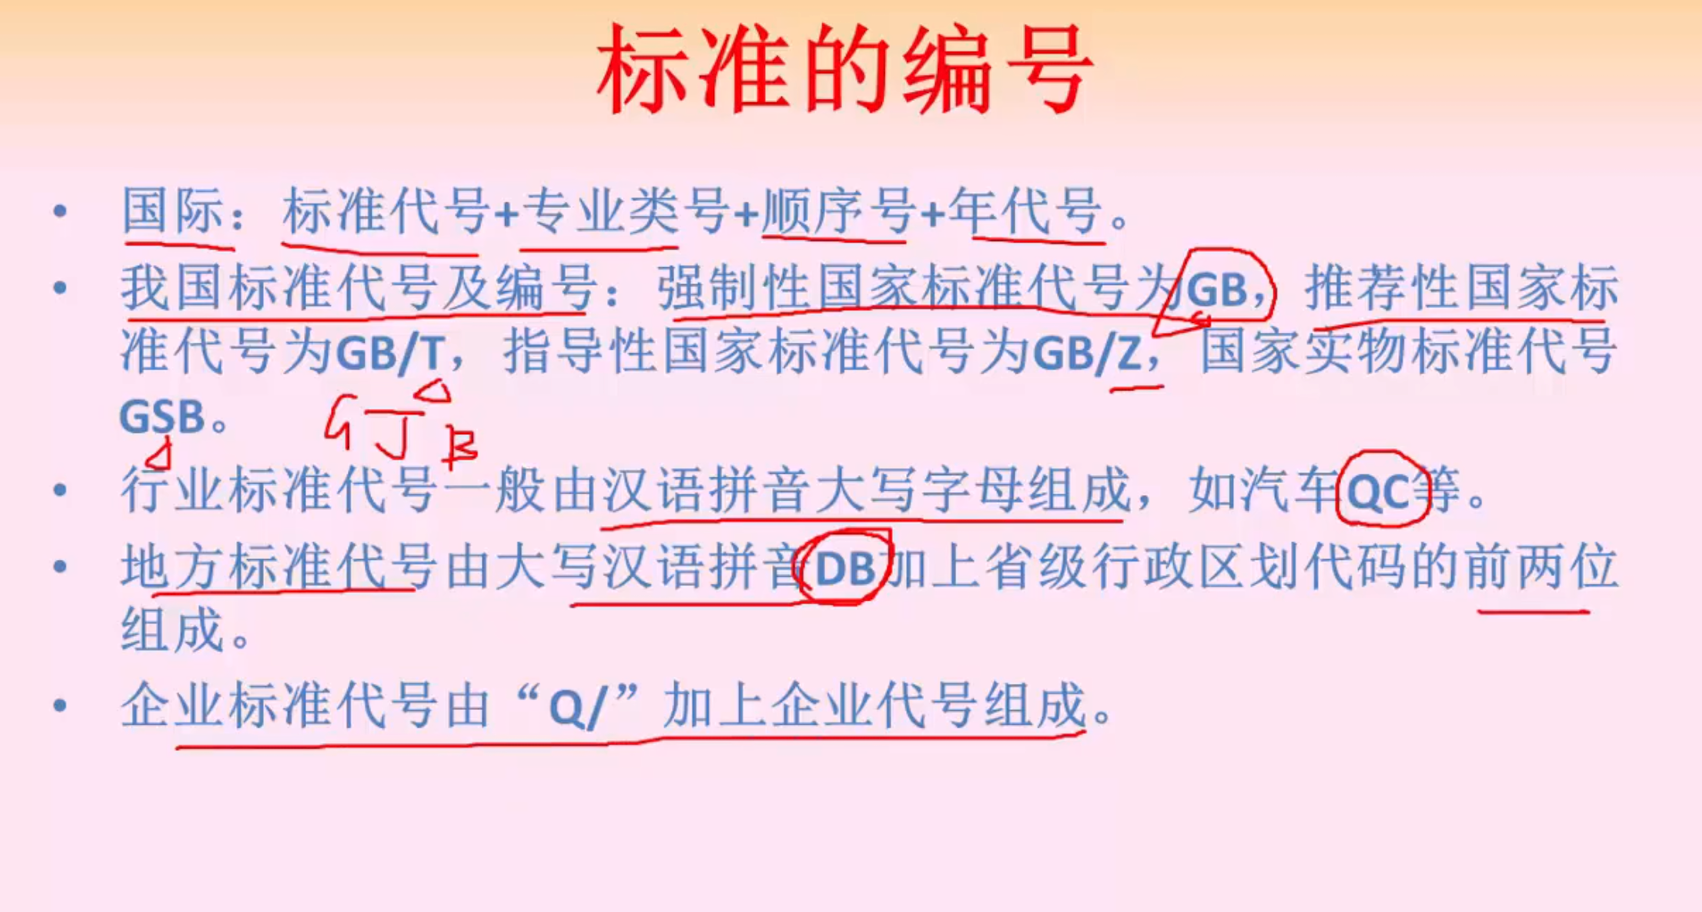 标准的编号
• 国际：标准代号+专业类号+顺序号+年代号。
• 我国标准代号及编号：强制性国家标准代号为GB，推荐性国家标
准代号为GB/T，指导性国家标准代号为GB/Z，国家实物标准代号
GSB。 GJB
• 行业标准代号一般由汉语拼音大写字母组成，如汽车QC等。
• 地方标准代号由大写汉语拼音DB加上省级行政区划代码的前两位
组成。
• 企业标准代号由“Q/”加上企业代号组成。